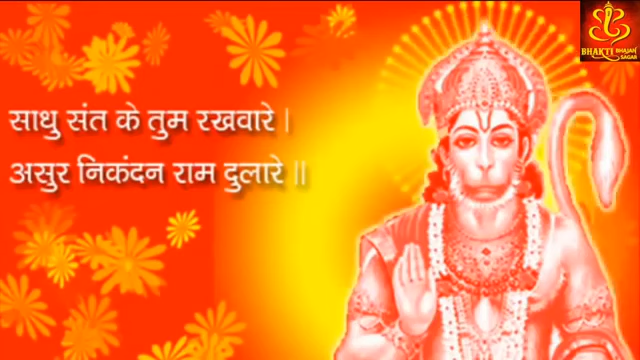 साधु संत के तुम रखवारे |
असुर निकंदन राम दुलारे ||
BHAKTI BHAJAN SAGAR